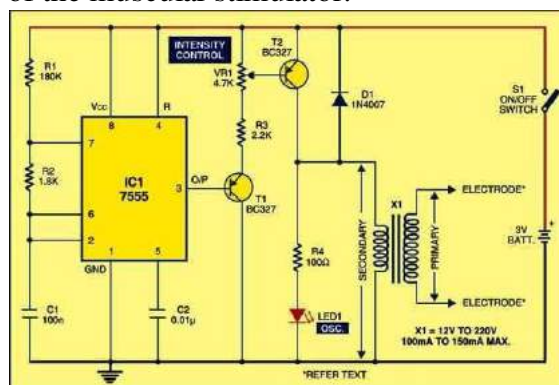 of the muscular stimulator.
INTENSITY
CONTROL
T2
BC327
R1
180K
VR1
4.7K
S1
ON/OFF
SWITCH
Vcc
R
8
4
D1
1N4007
7
R3
2.2K
IC1
7555
R2
1.8K
3
O/P
T1
BC327
X1
ELECTRODE*
6
2
R4
100Ω
SECONDARY
PRIMARY
3V
BATT.
+
GND
1
5
ELECTRODE*
C1
100n
C2
0.01µ
LED1
OSC.
X1 = 12V TO 220V
100mA TO 150mA MAX.
*REFER TEXT